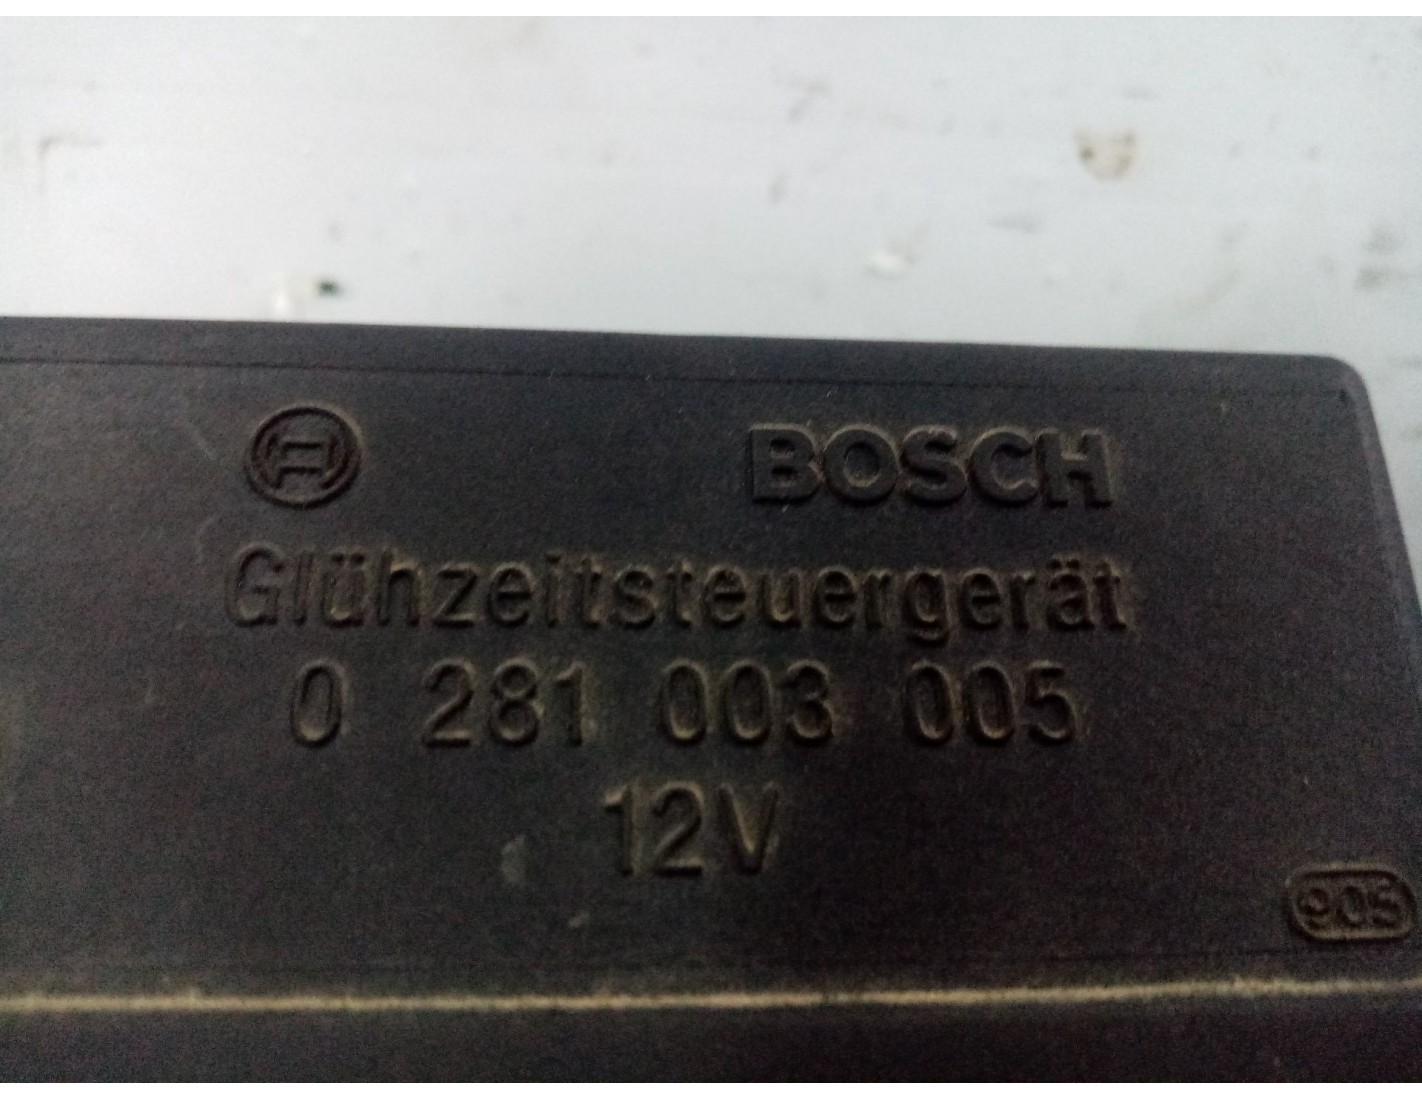 BOSCH
Glühzeitsteuergerät
0 281 003 005
12V
905